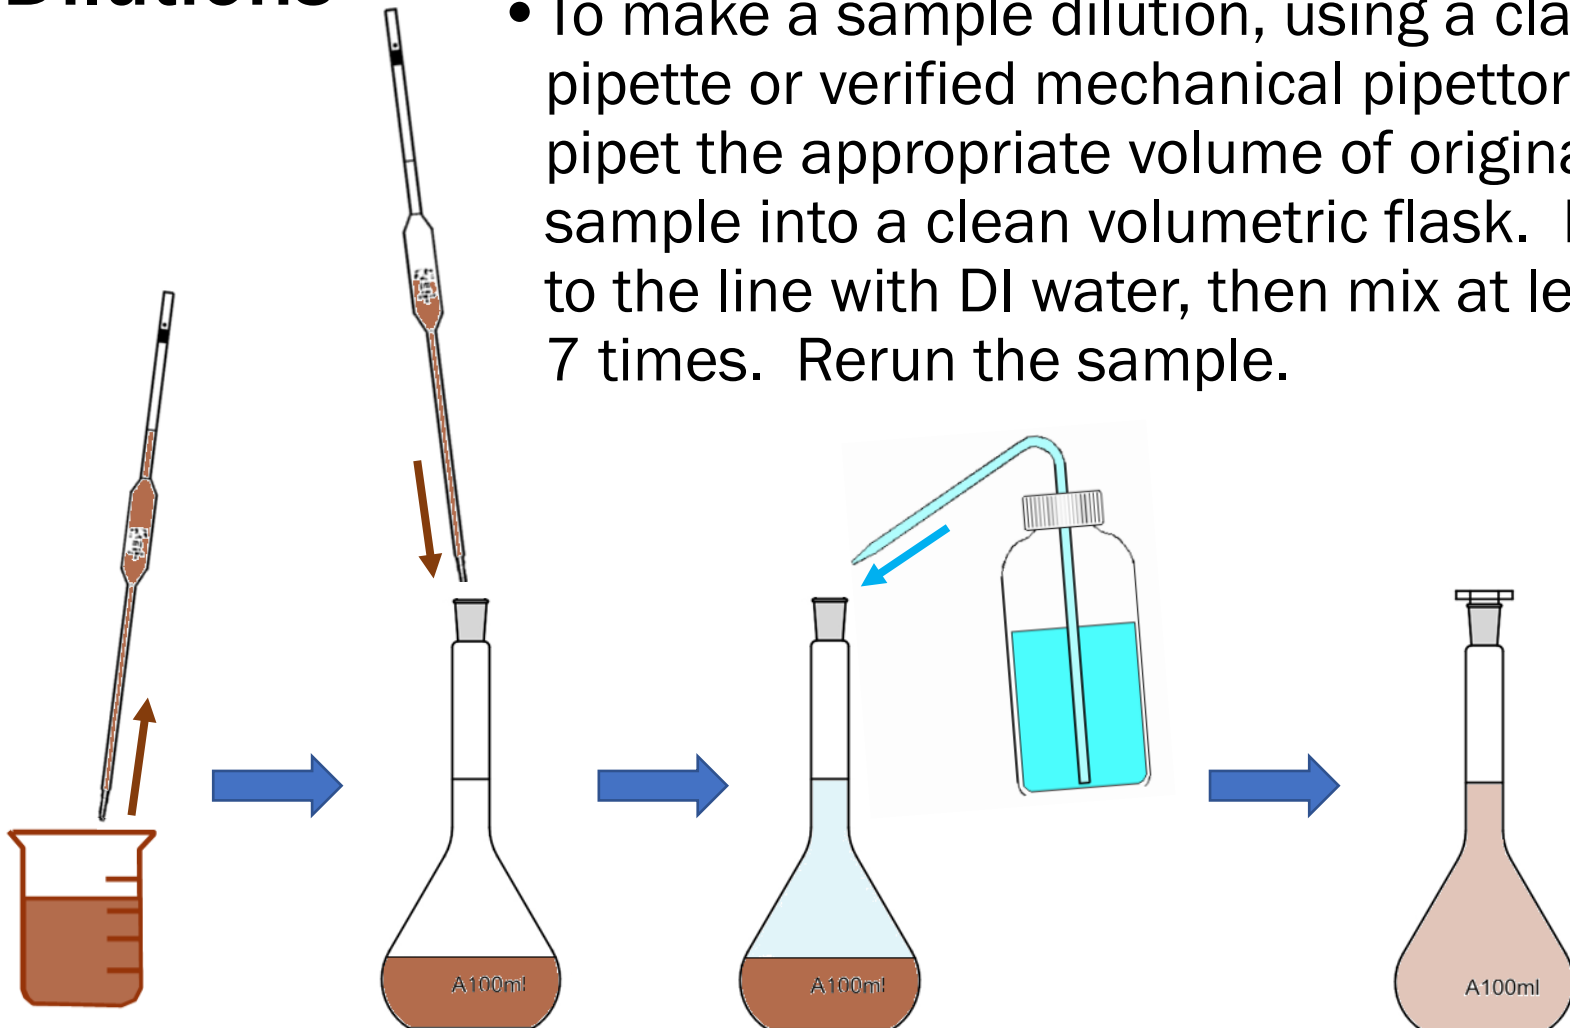 Dilutions
• To make a sample dilution, using a cla
pipette or verified mechanical pipettor
pipet the appropriate volume of origina
sample into a clean volumetric flask.
to the line with DI water, then mix at le
7 times.  Rerun the sample.
A100ml
A100ml
A100ml